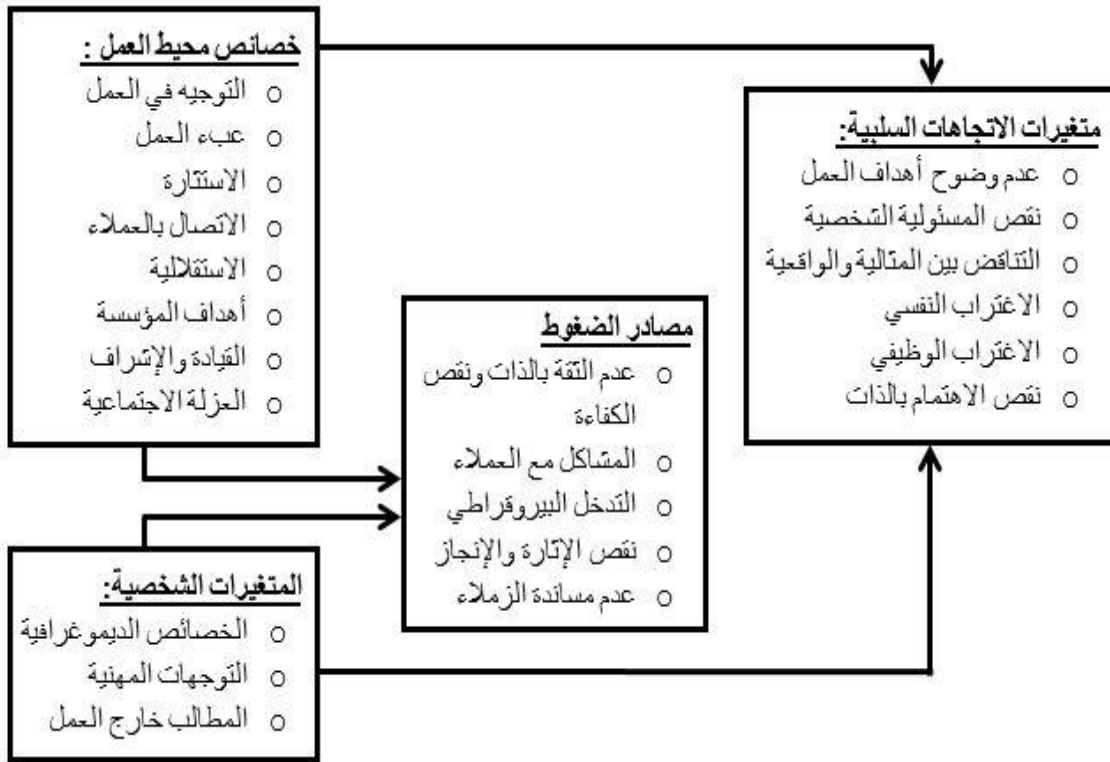 خصائص محيط العمل :
التوجيه في العمل
عبء العمل
الاستثارة
الاتصال بالعملاء
الاستقلالية
أهداف المؤسسة
القيادة والإشراف
العزلة الاجتماعية
متغيرات الاتجاهات السلبية:
عدم وضوح أهداف العمل
نقص المسئولية الشخصية
التناقض بين المثالية والواقعية
الاغتراب النفسي
الاغتراب الوظيفي
نقص الاهتمام بالذات
مصادر الضغوط
عدم الثقة بالذات ونقص
الكفاءة
المشاكل مع العملاء
التدخل البيروقراطي
نقص الإثارة والإنجاز
عدم مساندة الزملاء
المتغيرات الشخصية:
الخصائص الديموغرافية
التوجهات المهنية
المطالب خارج العمل